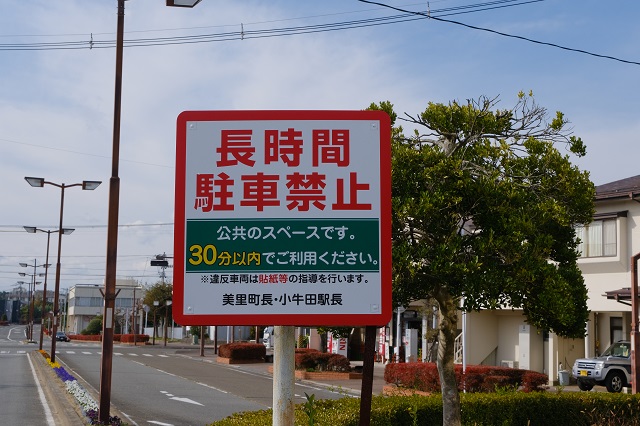 長時間
駐車禁止
公共のスペースです。
30分以内でご利用ください。
※違反車両は貼紙等の指導を行います。
美里町長・小牛田駅長